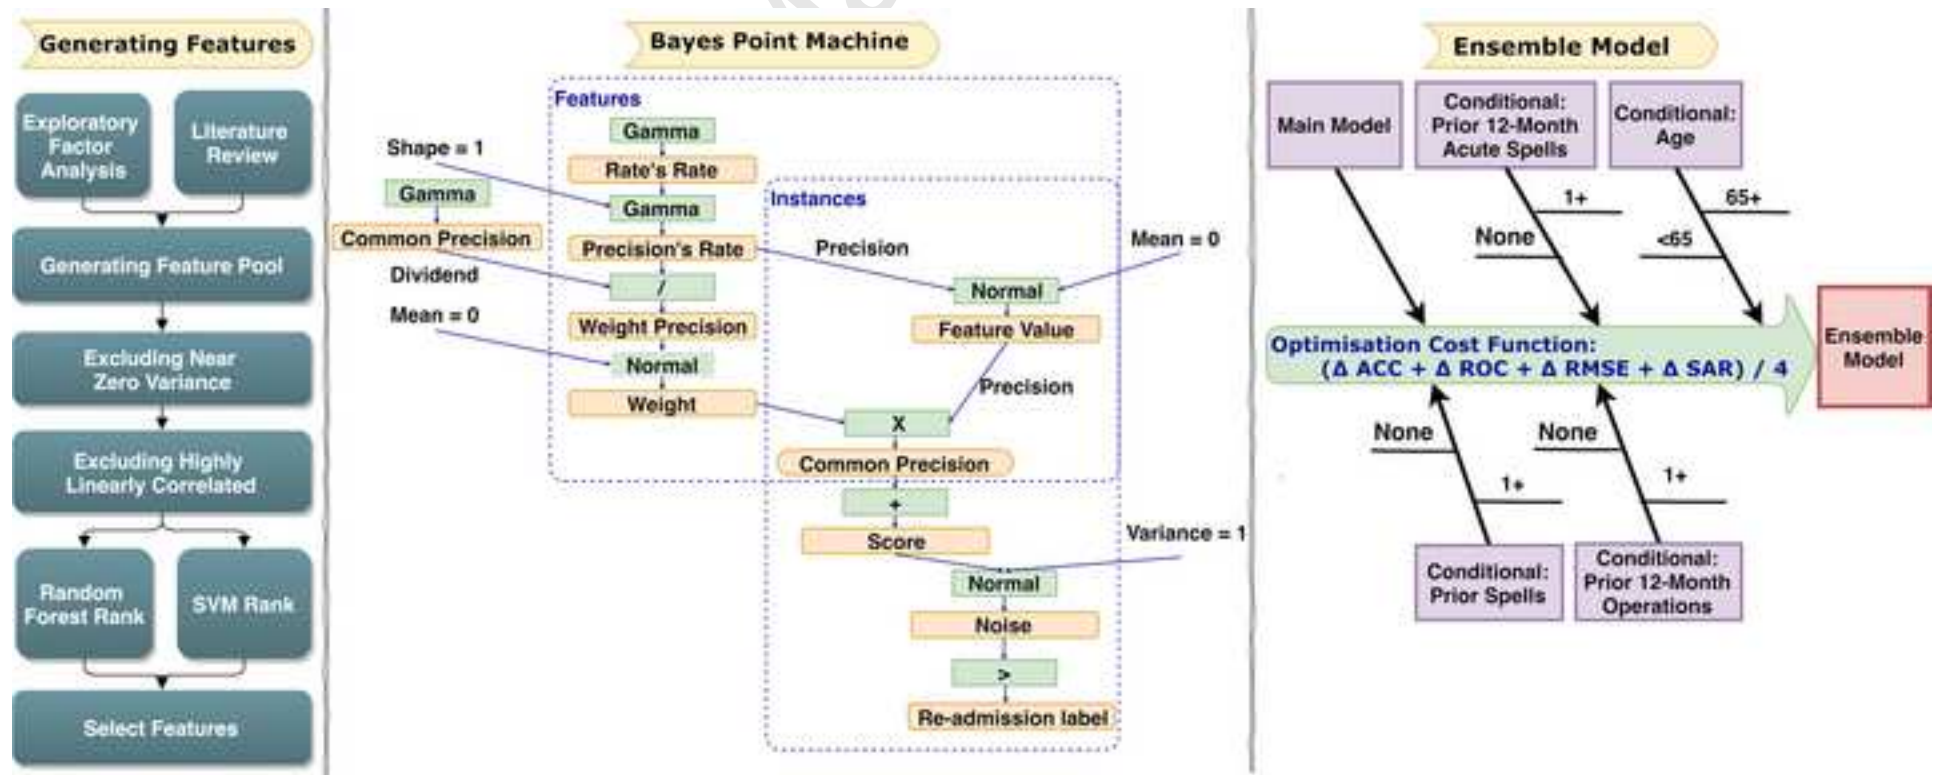 Generating Features
Exploratory
Factor
Analysis
Literature
Review
Generating Feature Pool
Excluding Near
Zero Variance
Excluding Highly
Linearly Correlated
Random
Forest Rank
SVM Rank
Select Features
Bayes Point Machine
Features
Gamma
Shape = 1
Rate's Rate
Gamma
Gamma
Instances
Common Precision
Precision's Rate
Precision
Mean = 0
Dividend
/
Normal
Mean = 0
Weight Precision
Feature Value
Normal
Precision
Weight
X
Common Precision
+
Score
Variance = 1
Normal
Noise
>
Re-admission label
Ensemble Model
Main Model
Conditional:
Prior 12-Month
Acute Spells
Conditional:
Age
1+
65+
None
<65
Optimisation Cost Function:
(Δ ACC + Δ ROC + Δ RMSE + Δ SAR) / 4
Ensemble
Model
None
None
1+
1+
Conditional:
Prior Spells
Conditional:
Prior 12-Month
Operations